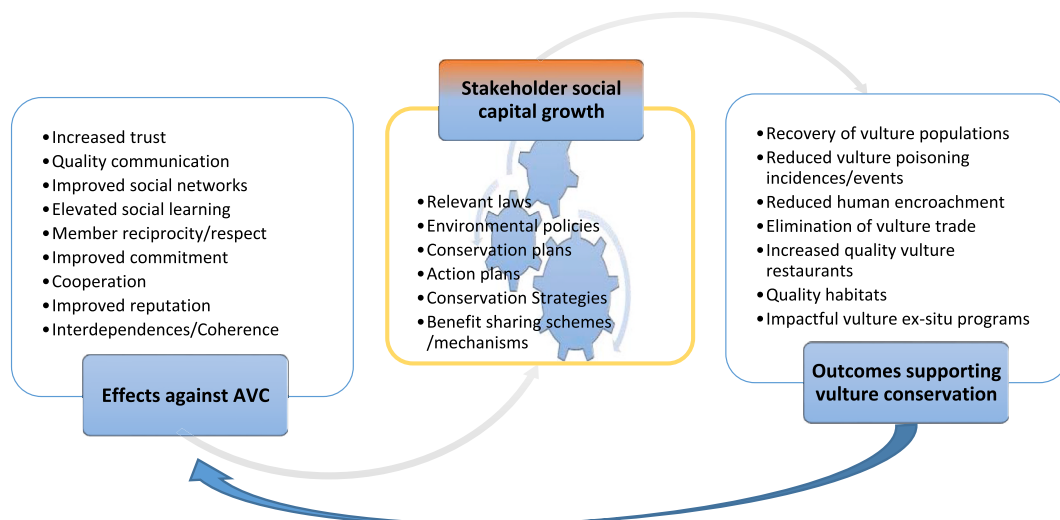 •Increased trust
•Quality communication
•Improved social networks
•Elevated social learning
•Member reciprocity/respect
•Improved commitment
•Cooperation
•Improved reputation
•Interdependences/Coherence
Effects against AVC
Stakeholder social
capital growth
•Relevant laws
•Environmental policies
•Conservation plans
•Action plans
•Conservation Strategies
•Benefit sharing schemes
/mechanisms
•Recovery of vulture populations
•Reduced vulture poisoning
incidences/events
•Reduced human encroachment
•Elimination of vulture trade
•Increased quality vulture
restaurants
•Quality habitats
•Impactful vulture ex-situ programs
Outcomes supporting
vulture conservation